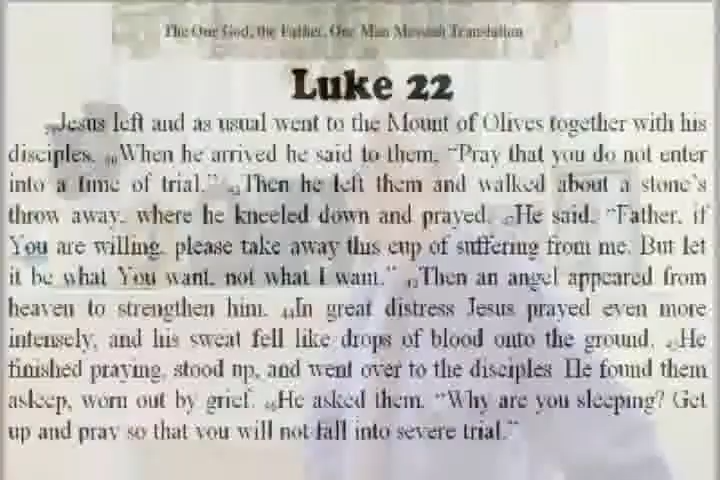 The One God, the Father, One Man Messiah Translation
Luke 22
39Jesus left and as usual went to the Mount of Olives together with his
disciples. 40When he arrived he said to them, “Pray that you do not enter
into a time of trial.” 41Then he left them and walked about a stone’s
throw away, where he kneeled down and prayed. 42He said, “Father, if
You are willing, please take away this cup of suffering from me. But let
it be what You want, not what I want.” 43Then an angel appeared from
heaven to strengthen him. 44In great distress Jesus prayed even more
intensely, and his sweat fell like drops of blood onto the ground. 45He
finished praying, stood up, and went over to the disciples. He found them
asleep, worn out by grief. 46He asked them, “Why are you sleeping? Get
up and pray so that you will not fall into severe trial.”